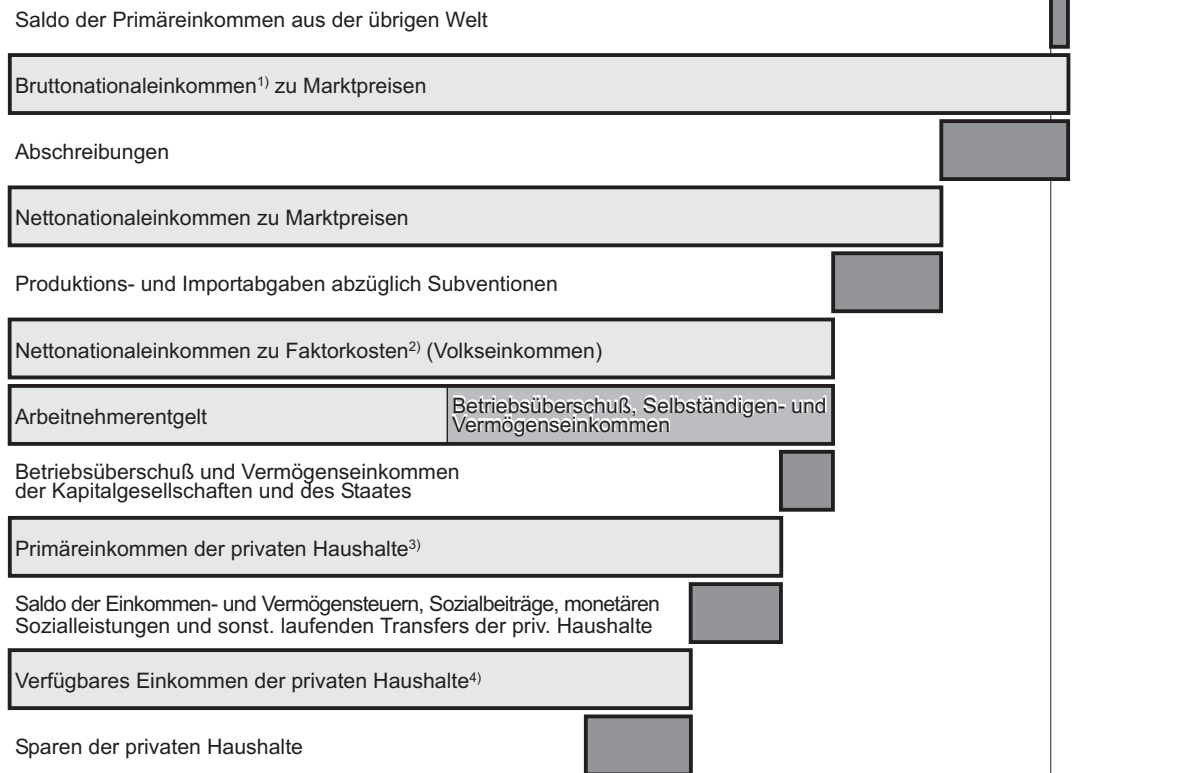 Saldo der Primäreinkommen aus der übrigen Welt
Bruttonationaleinkommen1) zu Marktpreisen
Abschreibungen
Nettonationaleinkommen zu Marktpreisen
Produktions- und Importabgaben abzüglich Subventionen
Nettonationaleinkommen zu Faktorkosten2) (Volkseinkommen)
Arbeitnehmerentgelt
Betriebsüberschuß, Selbständigen- und
Vermögenseinkommen
Betriebsüberschuß und Vermögenseinkommen
der Kapitalgesellschaften und des Staates
Primäreinkommen der privaten Haushalte3)
Saldo der Einkommen- und Vermögensteuern, Sozialbeiträge, monetären
Sozialleistungen und sonst. laufenden Transfers der priv. Haushalte
Verfügbares Einkommen der privaten Haushalte4)
Sparen der privaten Haushalte